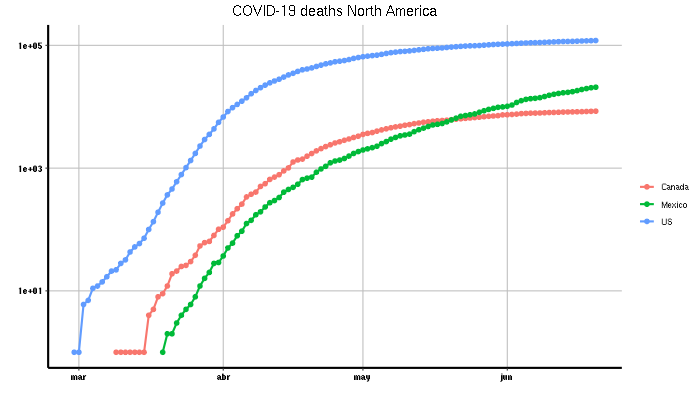 COVID-19 deaths North America
1e+05
1e+03
1e+01
mar abr may jun
Canada
Mexico
US